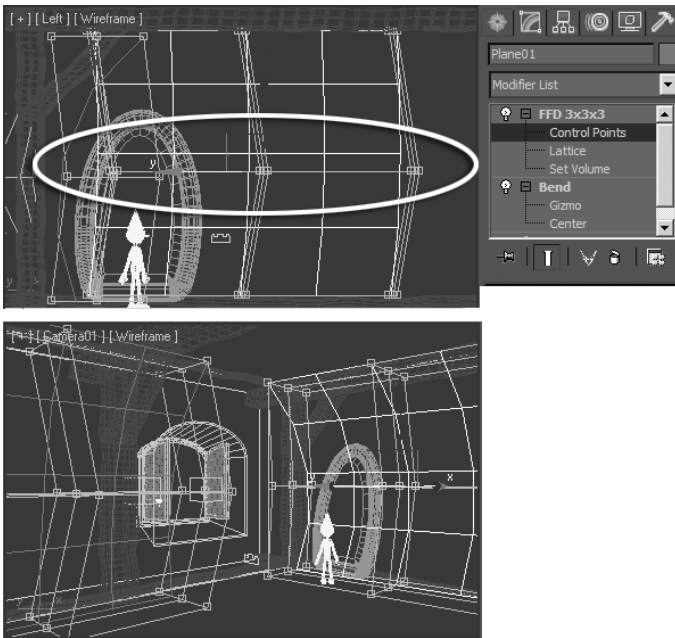 [ + ] [ Left ] [ Wireframe ]
y
y
Plane01
Modifier List
FFD 3x3x3
Control Points
Lattice
Set Volume
Bend
Gizmo
Center
[ + ] [ Camera01 ] [ Wireframe ]
x
y
x